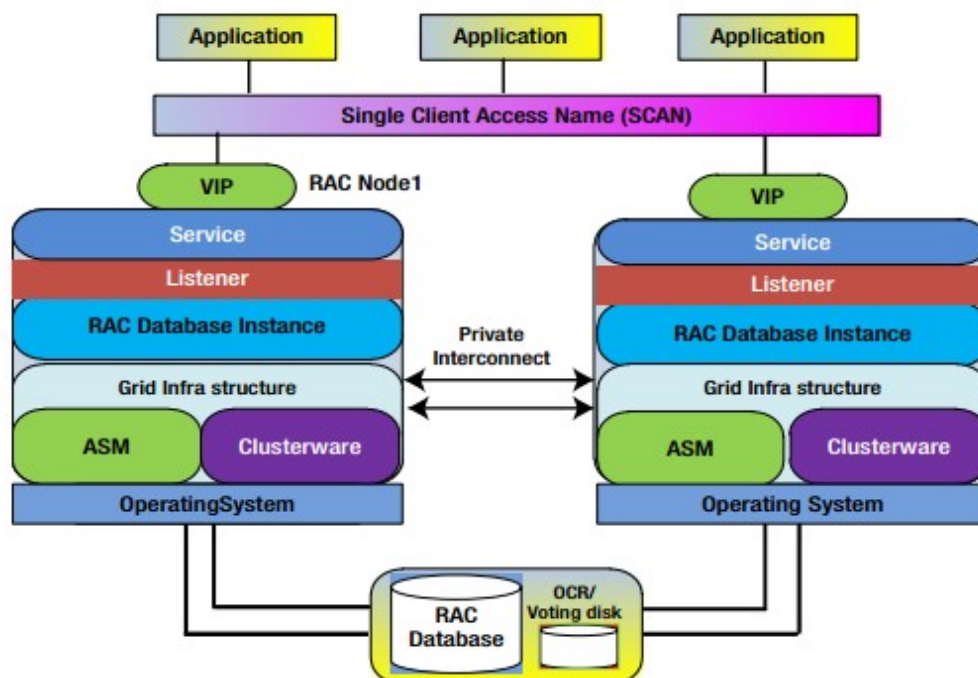 Application
Application
Application
Single Client Access Name (SCAN)
VIP
RAC Node1
VIP
Service
Listener
RAC Database Instance
Grid Infra structure
ASM
Clusterware
OperatingSystem
Private
Interconnect
Service
Listener
RAC Database Instance
Grid Infra structure
ASM
Clusterware
Operating System
RAC
Database
OCR/
Voting disk